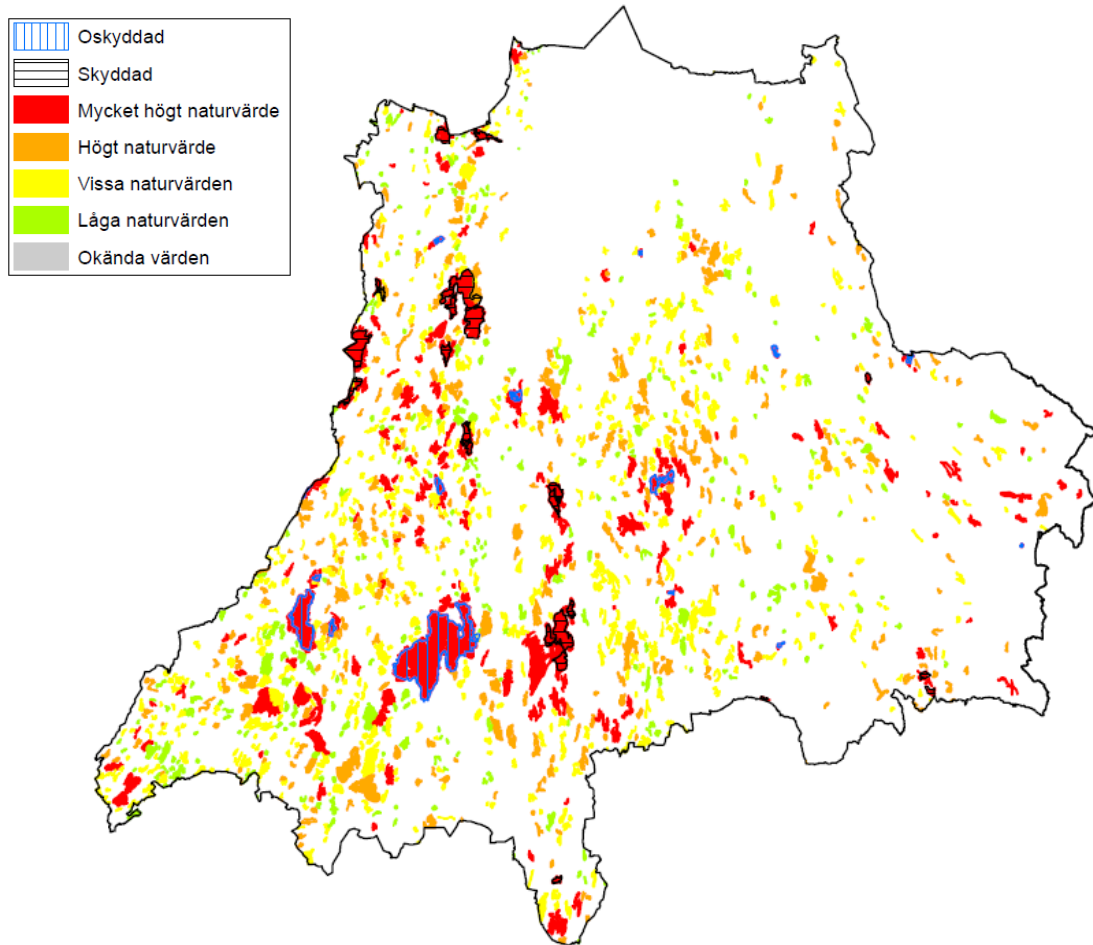 Oskyddad
Skyddad
Mycket högt naturvärde
Högt naturvärde
Vissa naturvärden
Låga naturvärden
Okända värden